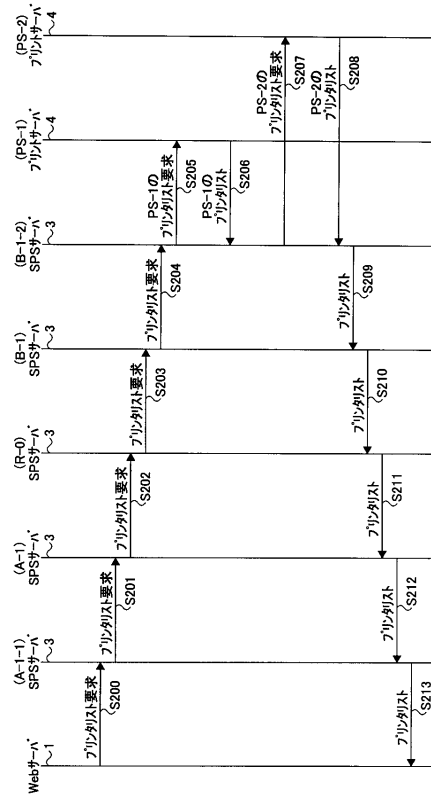 Webサーバ
1
(A-1-1)
SPSサーバ
3
(A-1)
SPSサーバ
3
(R-0)
SPSサーバ
3
(B-1)
SPSサーバ
3
(B-1-2)
SPSサーバ
3
(PS-1)
プリントサーバ
4
(PS-2)
プリントサーバ
4
プリンタリスト要求
S200
プリンタリスト要求
S201
プリンタリスト要求
S202
プリンタリスト要求
S203
プリンタリスト要求
S204
PS-1の
プリンタリスト要求
S205
PS-1の
プリンタリスト
S206
PS-2の
プリンタリスト要求
S207
PS-2の
プリンタリスト
S208
プリンタリスト
S209
プリンタリスト
S210
プリンタリスト
S211
プリンタリスト
S212
プリンタリスト
S213